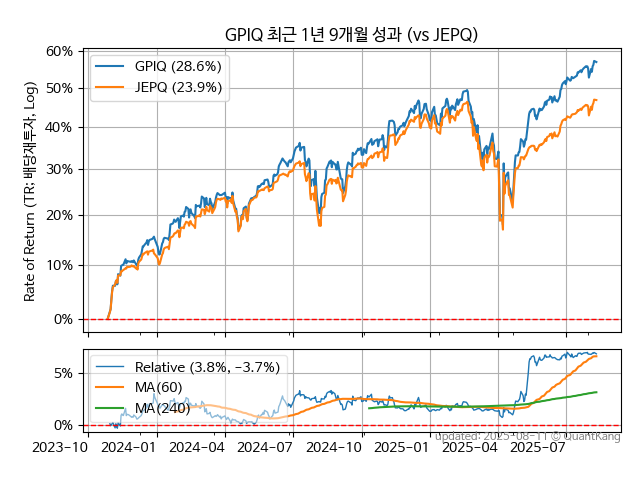 GPIQ 최근 1년 9개월 성과 (vs JEPQ)
Rate of Return (TR: 배당재투자, Log)
60%
50%
40%
30%
20%
10%
0%
GPIQ (28.6%)
JEPQ (23.9%)
5%
0%
Relative (3.8%, −3.7%)
MA(60)
MA(240)
2023−10 2024−01 2024−04 2024−07 2024−10 2025−01 2025−04 2025−07
updated: 2025−08−11 © QuantKang